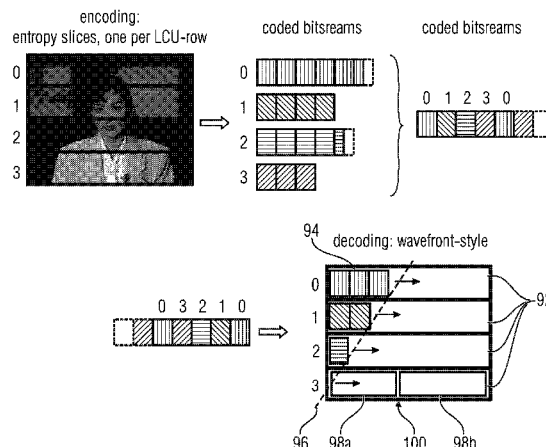 encoding:
entropy slices, one per LCU-row
coded bitsreams
coded bitsreams
0
1
2
3
0
1
2
3
0 1 2 3 0
94
decoding: wavefront-style
0 3 2 1 0
0
1
2
3
92
96
98a
100
98b